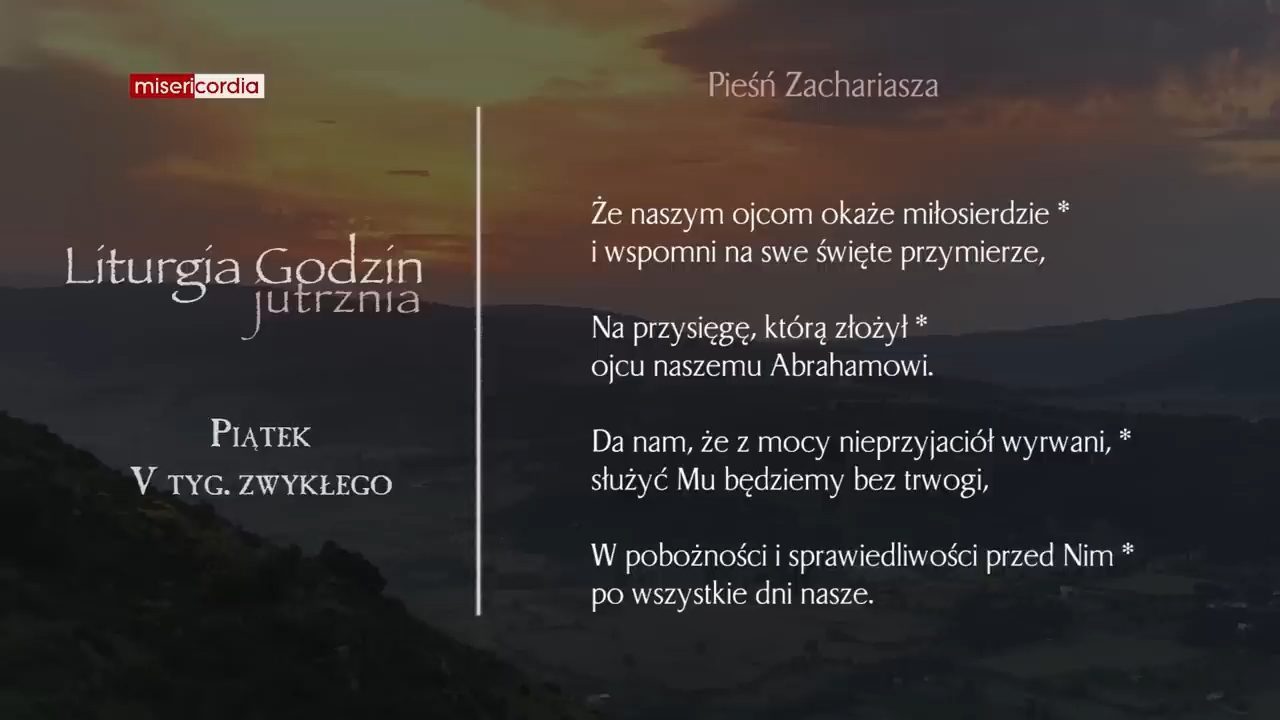 misericordia
Liturgia Godzin
jutrznia
Piątek
V tyg. zwykłego
Pieśń Zachariasza
Że naszym ojcom okaże miłosierdzie *
i wspomni na swe święte przymierze,
Na przysięgę, którą złożył *
ojcu naszemu Abrahamowi.
Da nam, że z mocy nieprzyjaciół wyrwani, *
służyć Mu będziemy bez trwogi,
W pobożności i sprawiedliwości przed Nim *
po wszystkie dni nasze.